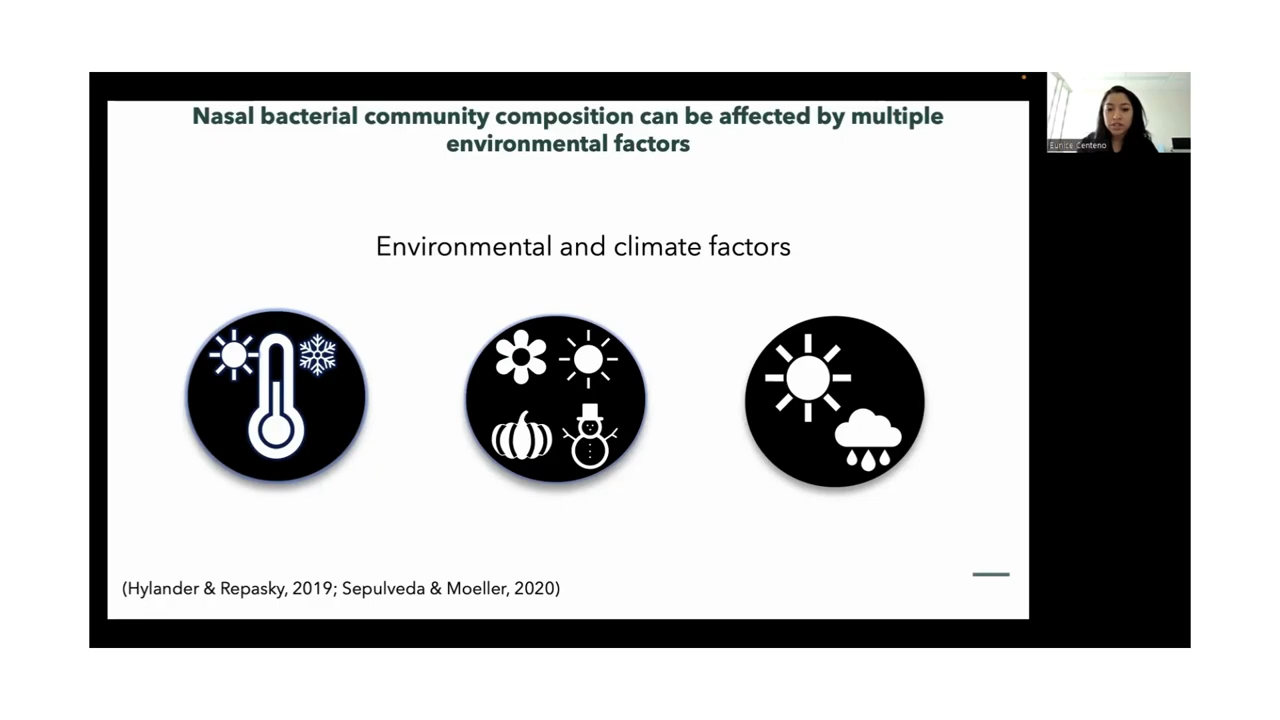 Nasal bacterial community composition can be affected by multiple
environmental factors
Eunice Centeno
Environmental and climate factors
(Hylander & Repasky, 2019; Sepulveda & Moeller, 2020)